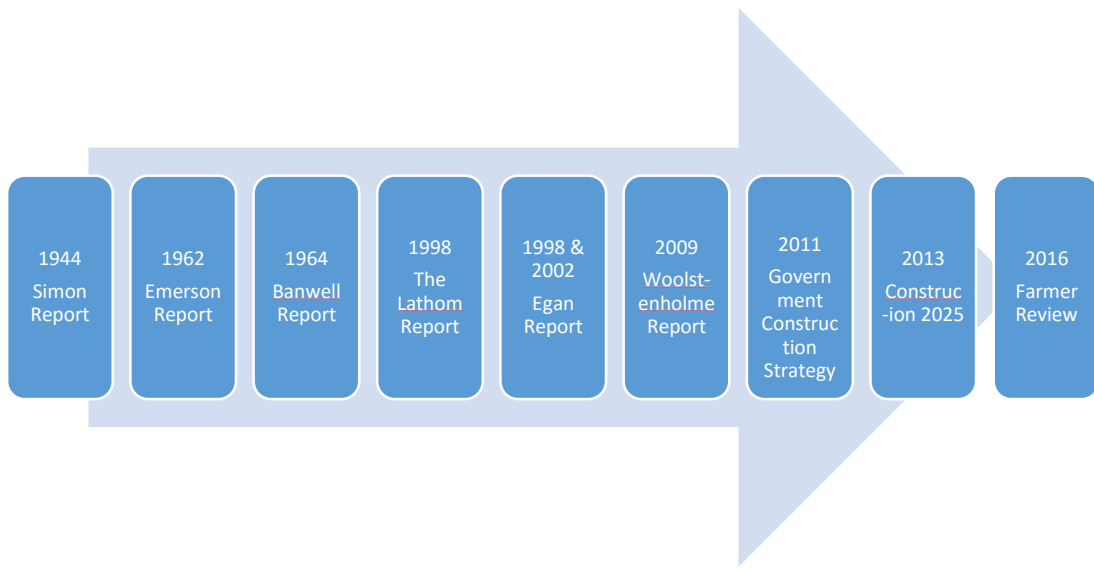 1944
Simon
Report
1962
Emerson
Report
1964
Banwell
Report
1998
The
Lathom
Report
1998 &
2002
Egan
Report
2009
Woolst-
enholme
Report
2011
Govern
ment
Construc
tion
Strategy
2013
Construc
-ion 2025
2016
Farmer
Review